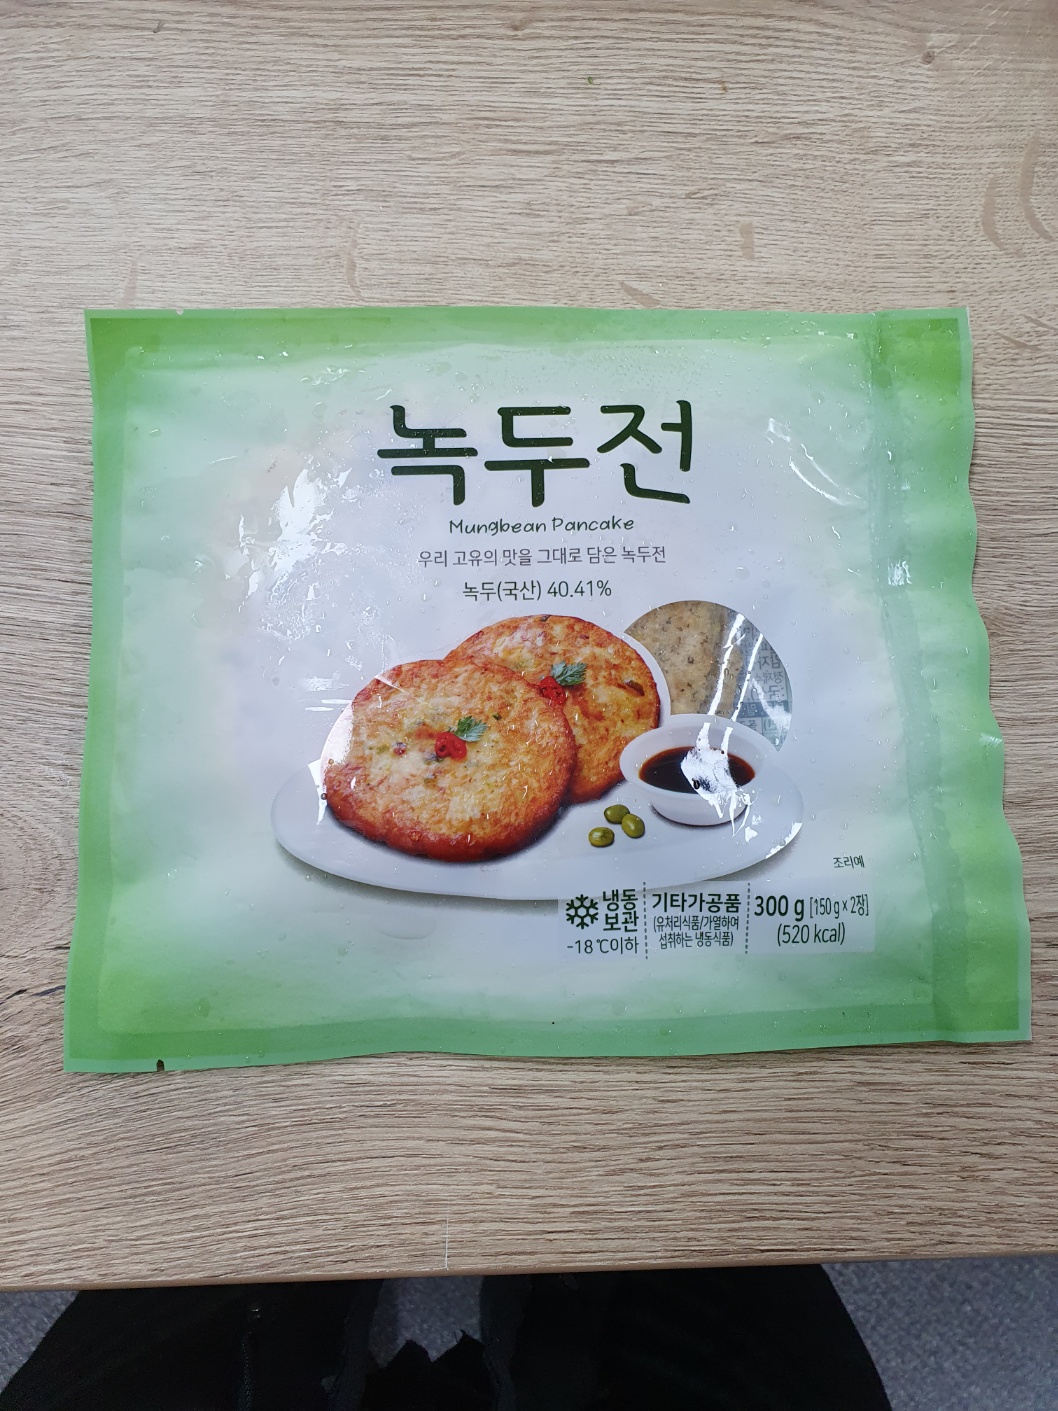 녹두전
Mungbean Pancake
우리 고유의 맛을 그대로 담은 녹두전
녹두(국산) 40.41%
조리예
냉동
보관
-18℃이하
기타가공품
(유처리식품/가열하여
섭취하는 냉동식품)
300 g [150 g x 2장]
(520 kcal)